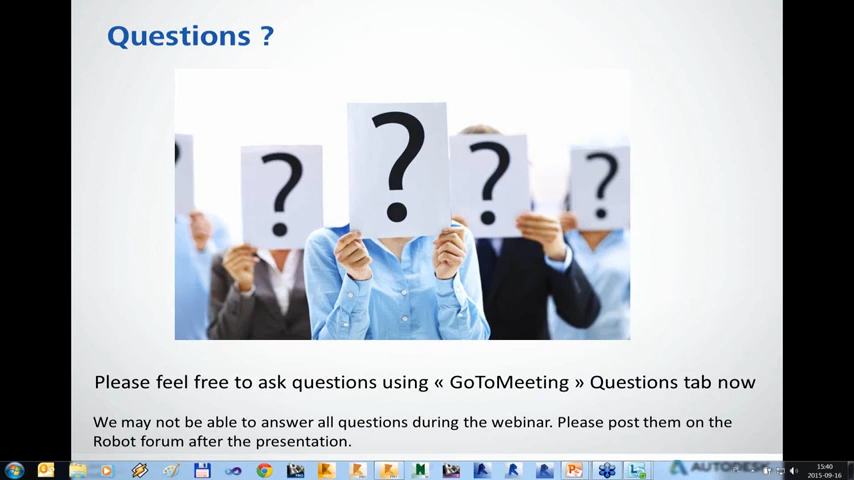 Questions ?
?
?
?
?
Please feel free to ask questions using « GoToMeeting » Questions tab now
We may not be able to answer all questions during the webinar. Please post them on the
Robot forum after the presentation.
15:40
2015-09-16